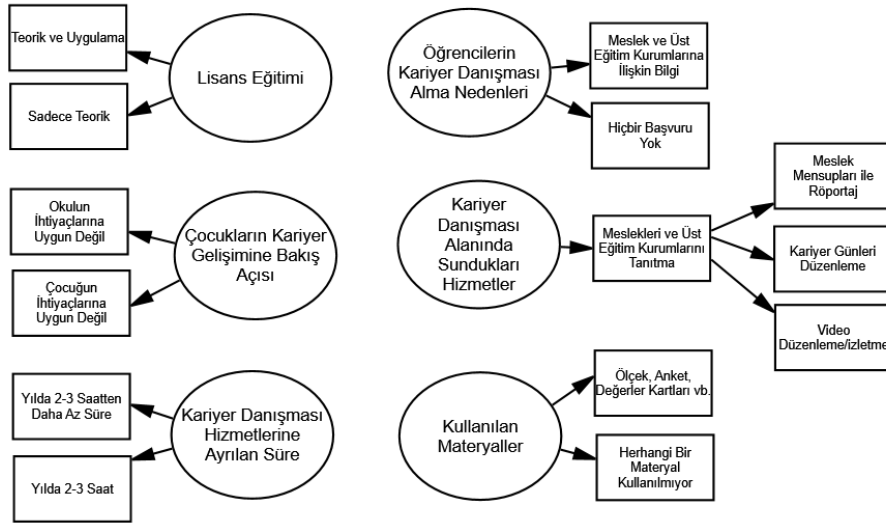 Teorik ve Uygulama
Sadece Teorik
Lisans Eğitimi
Okulun
İhtiyaçlarına
Uygun Değil
Çocuğun
İhtiyaçlarına
Uygun Değil
Çocukların Kariyer
Gelişimine Bakış
Açısı
Yılda 2-3 Saatten
Daha Az Süre
Yılda 2-3 Saat
Kariyer Danışması
Hizmetlerine
Ayrılan Süre
Öğrencilerin
Kariyer Danışması
Alma Nedenleri
Meslek ve Üst
Eğitim Kurumlarına
İlişkin Bilgi
Hiçbir Başvuru
Yok
Kariyer
Danışması
Alanında
Sundukları
Hizmetler
Meslekleri ve Üst
Eğitim Kurumlarını
Tanıtma
Meslek
Mensupları ile
Röportaj
Kariyer Günleri
Düzenleme
Video
Düzenleme/izletme
Kullanılan
Materyaller
Ölçek, Anket,
Değerler Kartları vb.
Herhangi Bir
Materyal
Kullanılmıyor